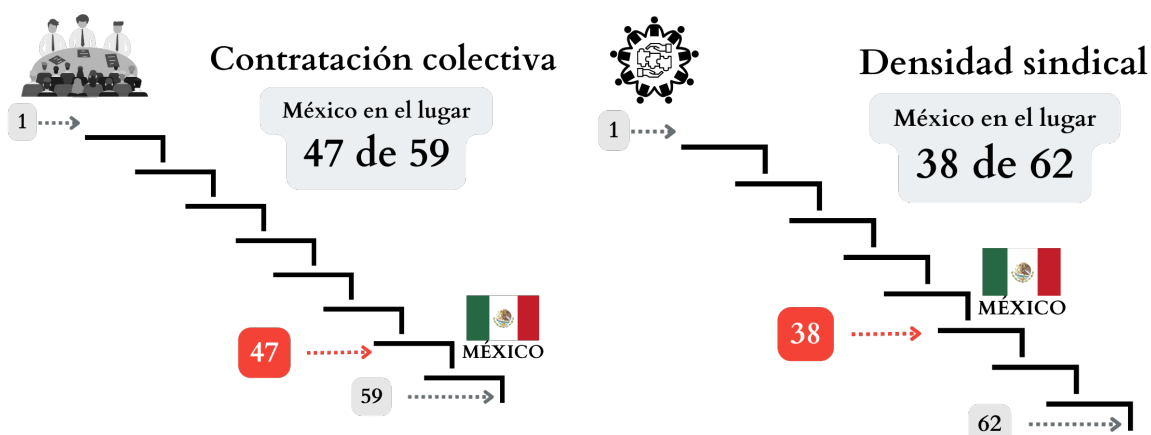 Contratación colectiva
México en el lugar
47 de 59
1
MÉXICO
47
59
Densidad sindical
México en el lugar
38 de 62
1
MÉXICO
38
62